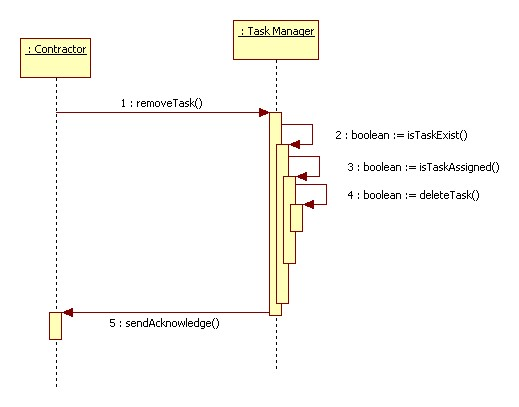 : Task Manager
: Contractor
1 : removeTask()
2 : boolean := isTaskExist()
3 : boolean := isTaskAssigned()
4 : boolean := deleteTask()
5 : sendAcknowledge()